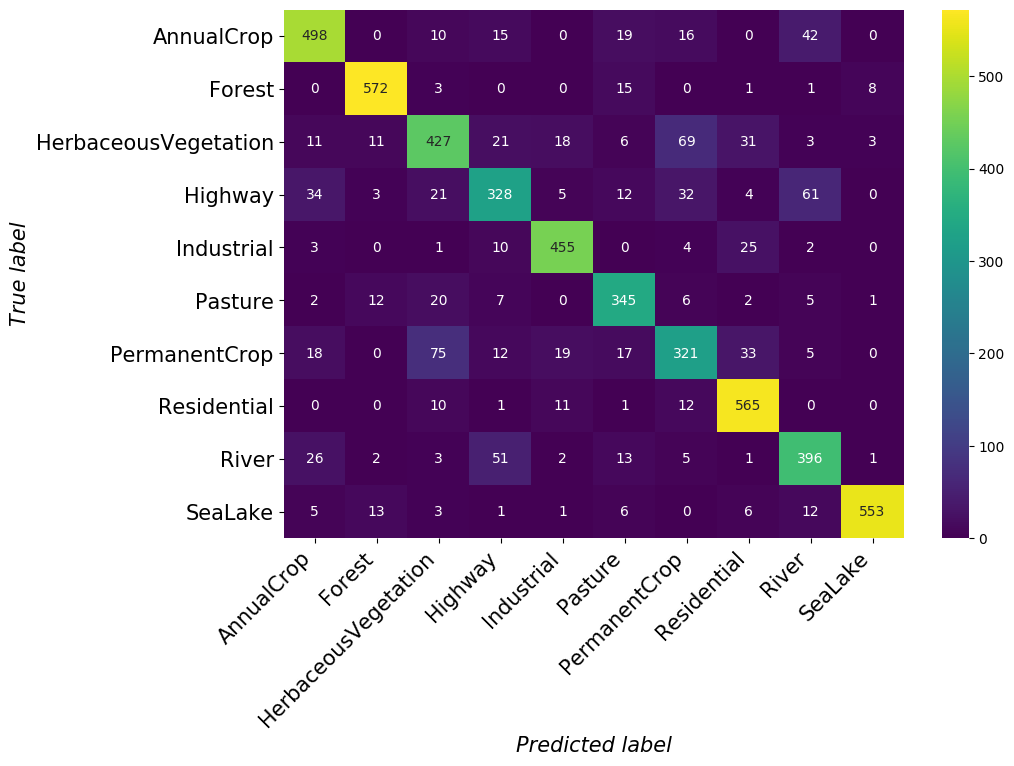 AnnualCrop 498 0 10 15 0 19 16 0 42 0
Forest 0 572 3 0 0 15 0 1 1 8
HerbaceousVegetation 11 11 427 21 18 6 69 31 3 3
Highway 34 3 21 328 5 12 32 4 61 0
Industrial 3 0 1 10 455 0 4 25 2 0
Pasture 2 12 20 7 0 345 6 2 5 1
PermanentCrop 18 0 75 12 19 17 321 33 5 0
Residential 0 0 10 1 11 1 12 565 0 0
River 26 2 3 51 2 13 5 1 396 1
SeaLake 5 13 3 1 1 6 0 6 12 553
True label
AnnualCrop
Forest
HerbaceousVegetation
Highway
Industrial
Pasture
PermanentCrop
Residential
River
SeaLake
Predicted label
500
400
300
200
100
0